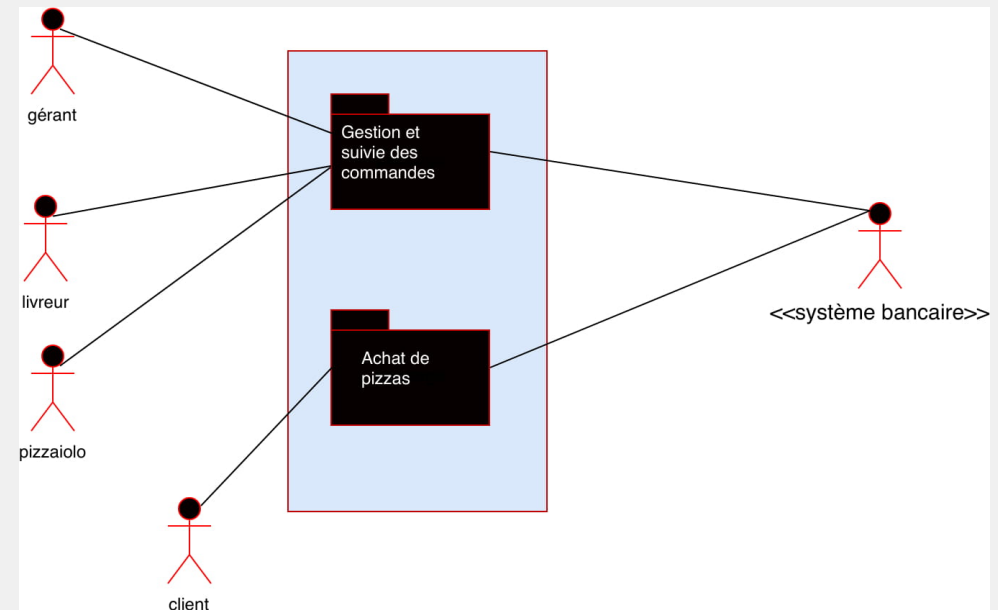 gérant
Gestion et
suivie des
commandes
livreur
<<système bancaire>>
Achat de
pizzas
pizzaiolo
client